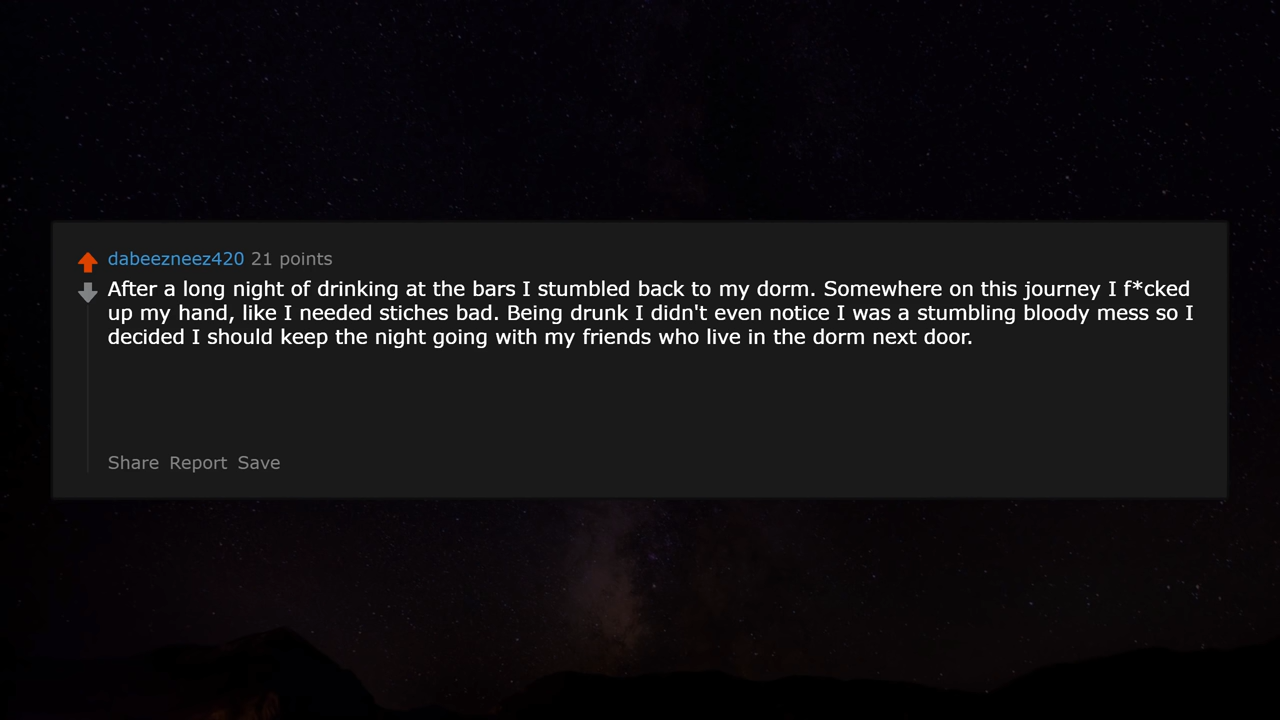 dabeezneez420 21 points
After a long night of drinking at the bars I stumbled back to my dorm. Somewhere on this journey I f*cked
up my hand, like I needed stiches bad. Being drunk I didn't even notice I was a stumbling bloody mess so I
decided I should keep the night going with my friends who live in the dorm next door.
Share Report Save